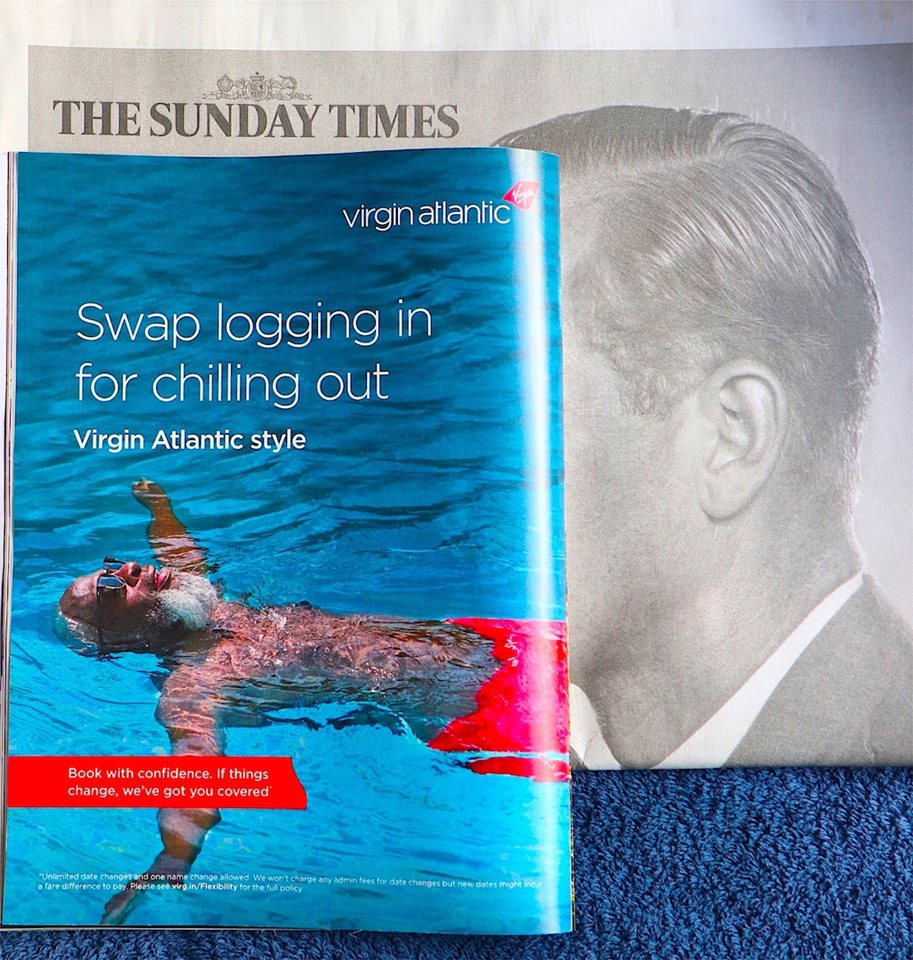 THE SUNDAY TIMES
virgin atlantic
Virgin
Swap logging in
for chilling out
Virgin Atlantic style
Book with confidence. If things
change, we've got you covered*
*Unlimited date changes and one name change allowed. We won't charge any admin fees for date changes but new dates might incur
a fare difference to pay. Please see virg.in/Flexibility for the full policy